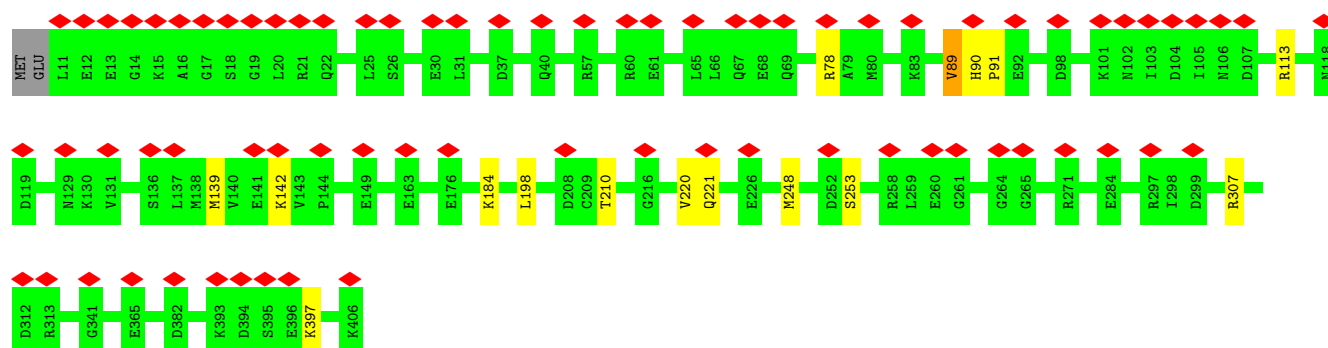 MET GLU L11 E12 E13 G14 K15 A16 G17 S18 G19 L20 R21 Q22 L25 S26 E30 L31 D37 Q40 R57 R60 E61 L65 L66 Q67 E68 Q69 R78 A79 M80 K83 V89 H90 P91 E92 D98 K101 N102 I103 D104 I105 N106 D107 R113 N118
D119 N129 K130 V131 S136 L137 M138 M139 V140 E141 K142 V143 P144 E149 E163 E176 K184 L198 D208 C209 T210 G216 V220 Q221 E226 M248 D252 S253 R258 L259 E260 G261 G264 G265 R271 E284 R297 I298 D299 R307
D312 R313 G341 E365 D382 K393 D394 S395 E396 K397 K406